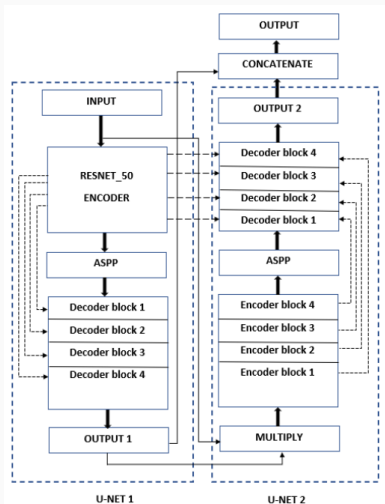 INPUT
RESNET_50
ENCODER
ASPP
Decoder block 1
Decoder block 2
Decoder block 3
Decoder block 4
OUTPUT 1
U-NET 1
OUTPUT
CONCATENATE
OUTPUT 2
Decoder block 4
Decoder block 3
Decoder block 2
Decoder block 1
ASPP
Encoder block 4
Encoder block 3
Encoder block 2
Encoder block 1
MULTIPLY
U-NET 2